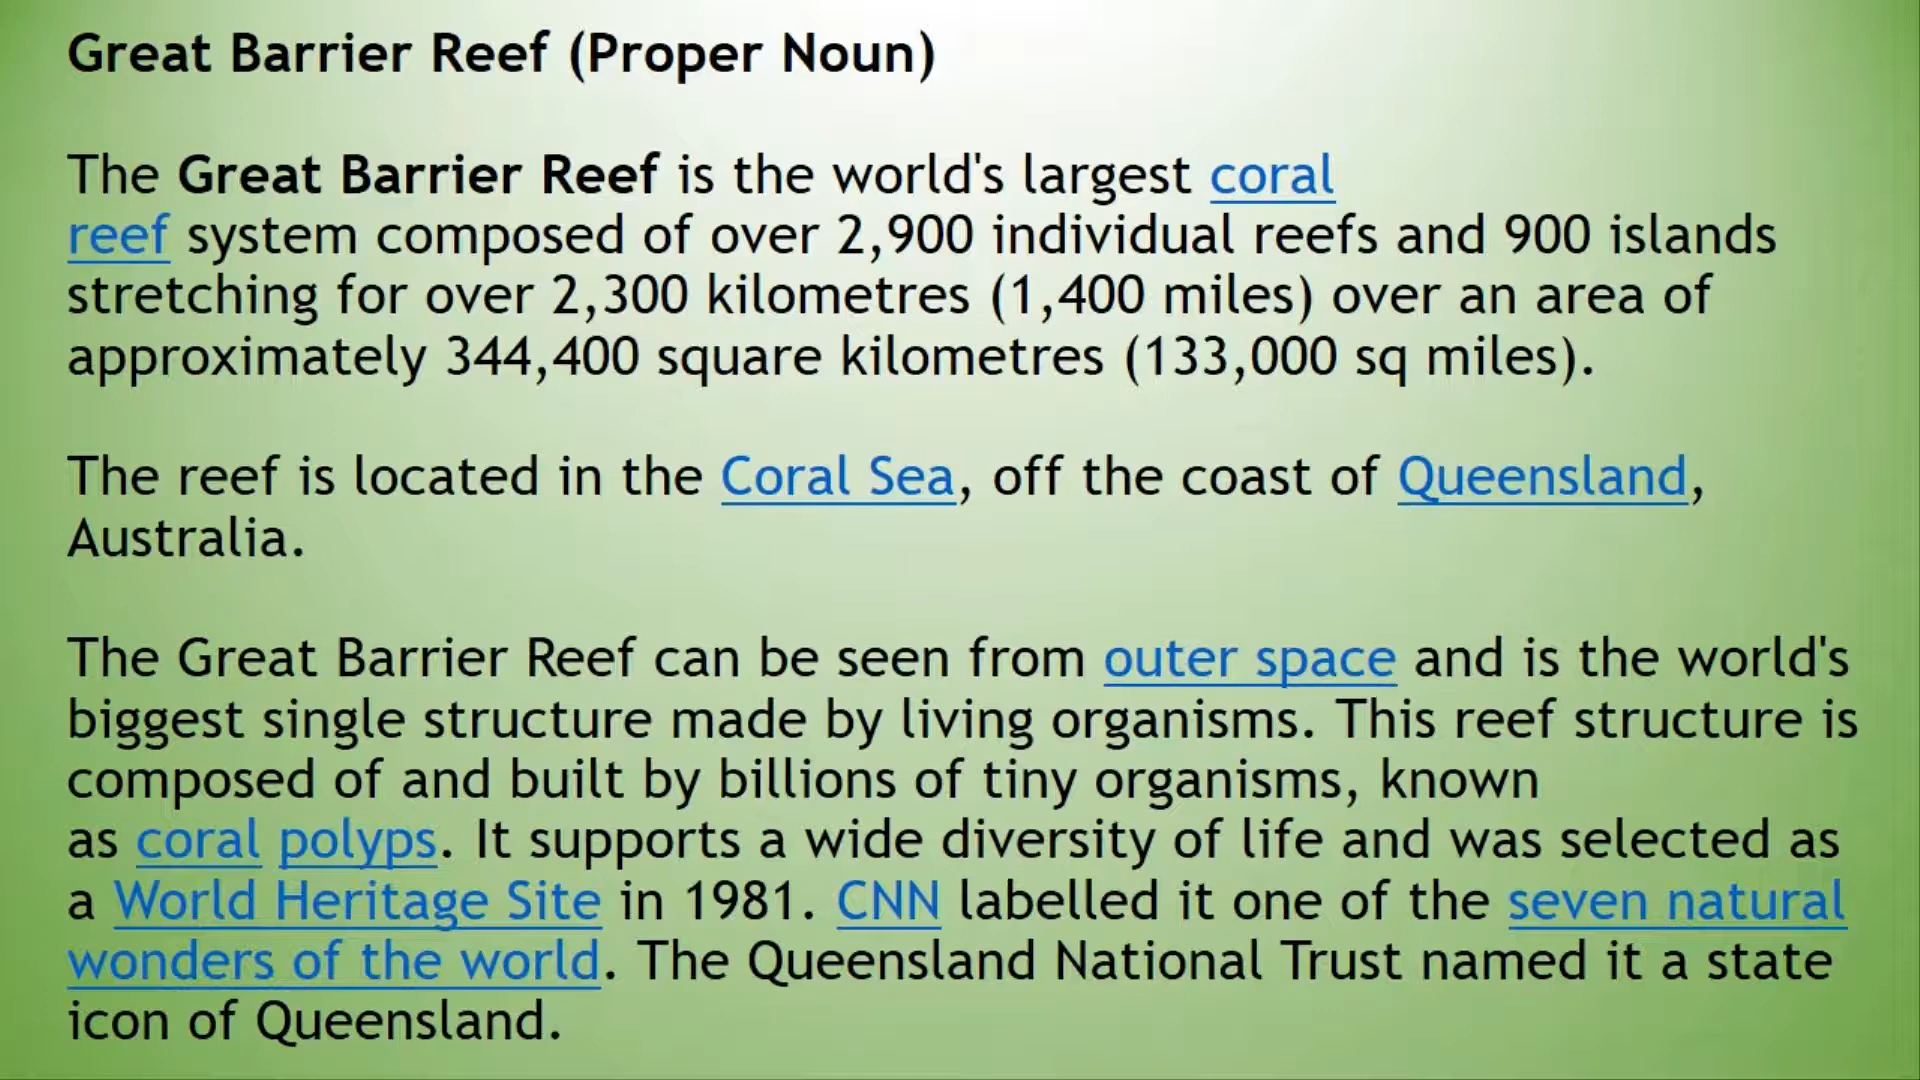 Great Barrier Reef (Proper Noun)
The Great Barrier Reef is the world's largest coral
reef system composed of over 2,900 individual reefs and 900 islands
stretching for over 2,300 kilometres (1,400 miles) over an area of
approximately 344,400 square kilometres (133,000 sq miles).
The reef is located in the Coral Sea, off the coast of Queensland,
Australia.
The Great Barrier Reef can be seen from outer space and is the world's
biggest single structure made by living organisms. This reef structure is
composed of and built by billions of tiny organisms, known
as coral polyps. It supports a wide diversity of life and was selected as
a World Heritage Site in 1981. CNN labelled it one of the seven natural
wonders of the world. The Queensland National Trust named it a state
icon of Queensland.